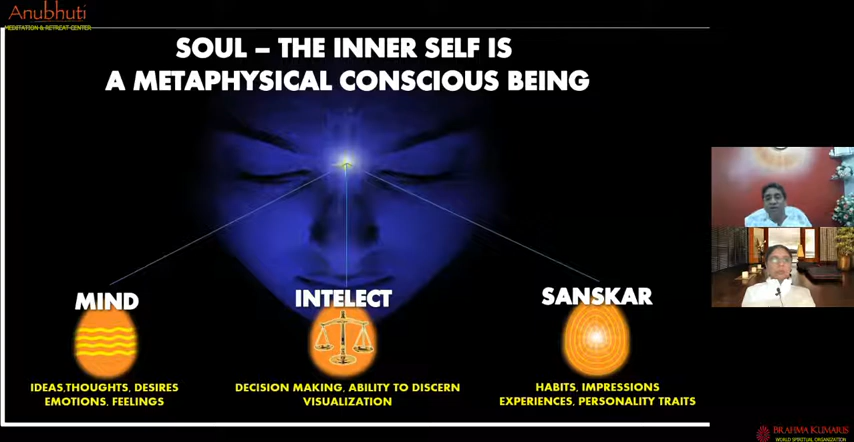 Anubhuti
MEDITATION & RETREAT CENTER
SOUL – THE INNER SELF IS
A METAPHYSICAL CONSCIOUS BEING
MIND
INTELECT
SANSKAR
IDEAS,THOUGHTS, DESIRES
EMOTIONS, FEELINGS
DECISION MAKING, ABILITY TO DISCERN
VISUALIZATION
HABITS, IMPRESSIONS
EXPERIENCES, PERSONALITY TRAITS
BRAHMA KUMARIS
WORLD SPIRITUAL ORGANIZATION